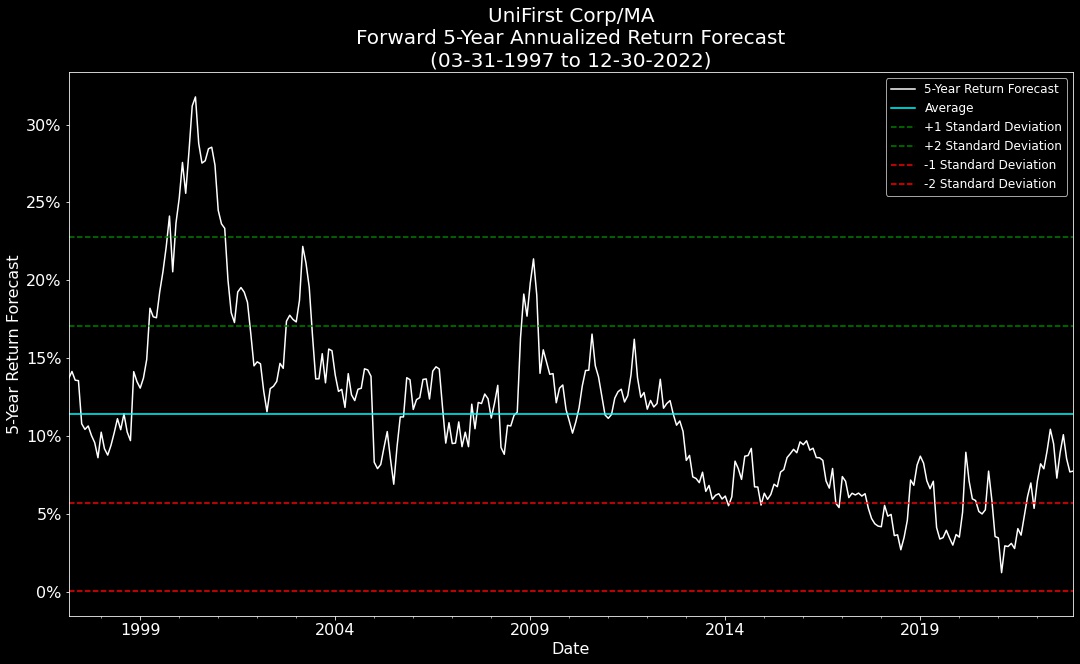 UniFirst Corp/MA
Forward 5-Year Annualized Return Forecast
(03-31-1997 to 12-30-2022)
5-Year Return Forecast
Average
+1 Standard Deviation
+2 Standard Deviation
-1 Standard Deviation
-2 Standard Deviation
5-Year Return Forecast
30%
25%
20%
15%
10%
5%
0%
1999
2004
2009
2014
2019
Date